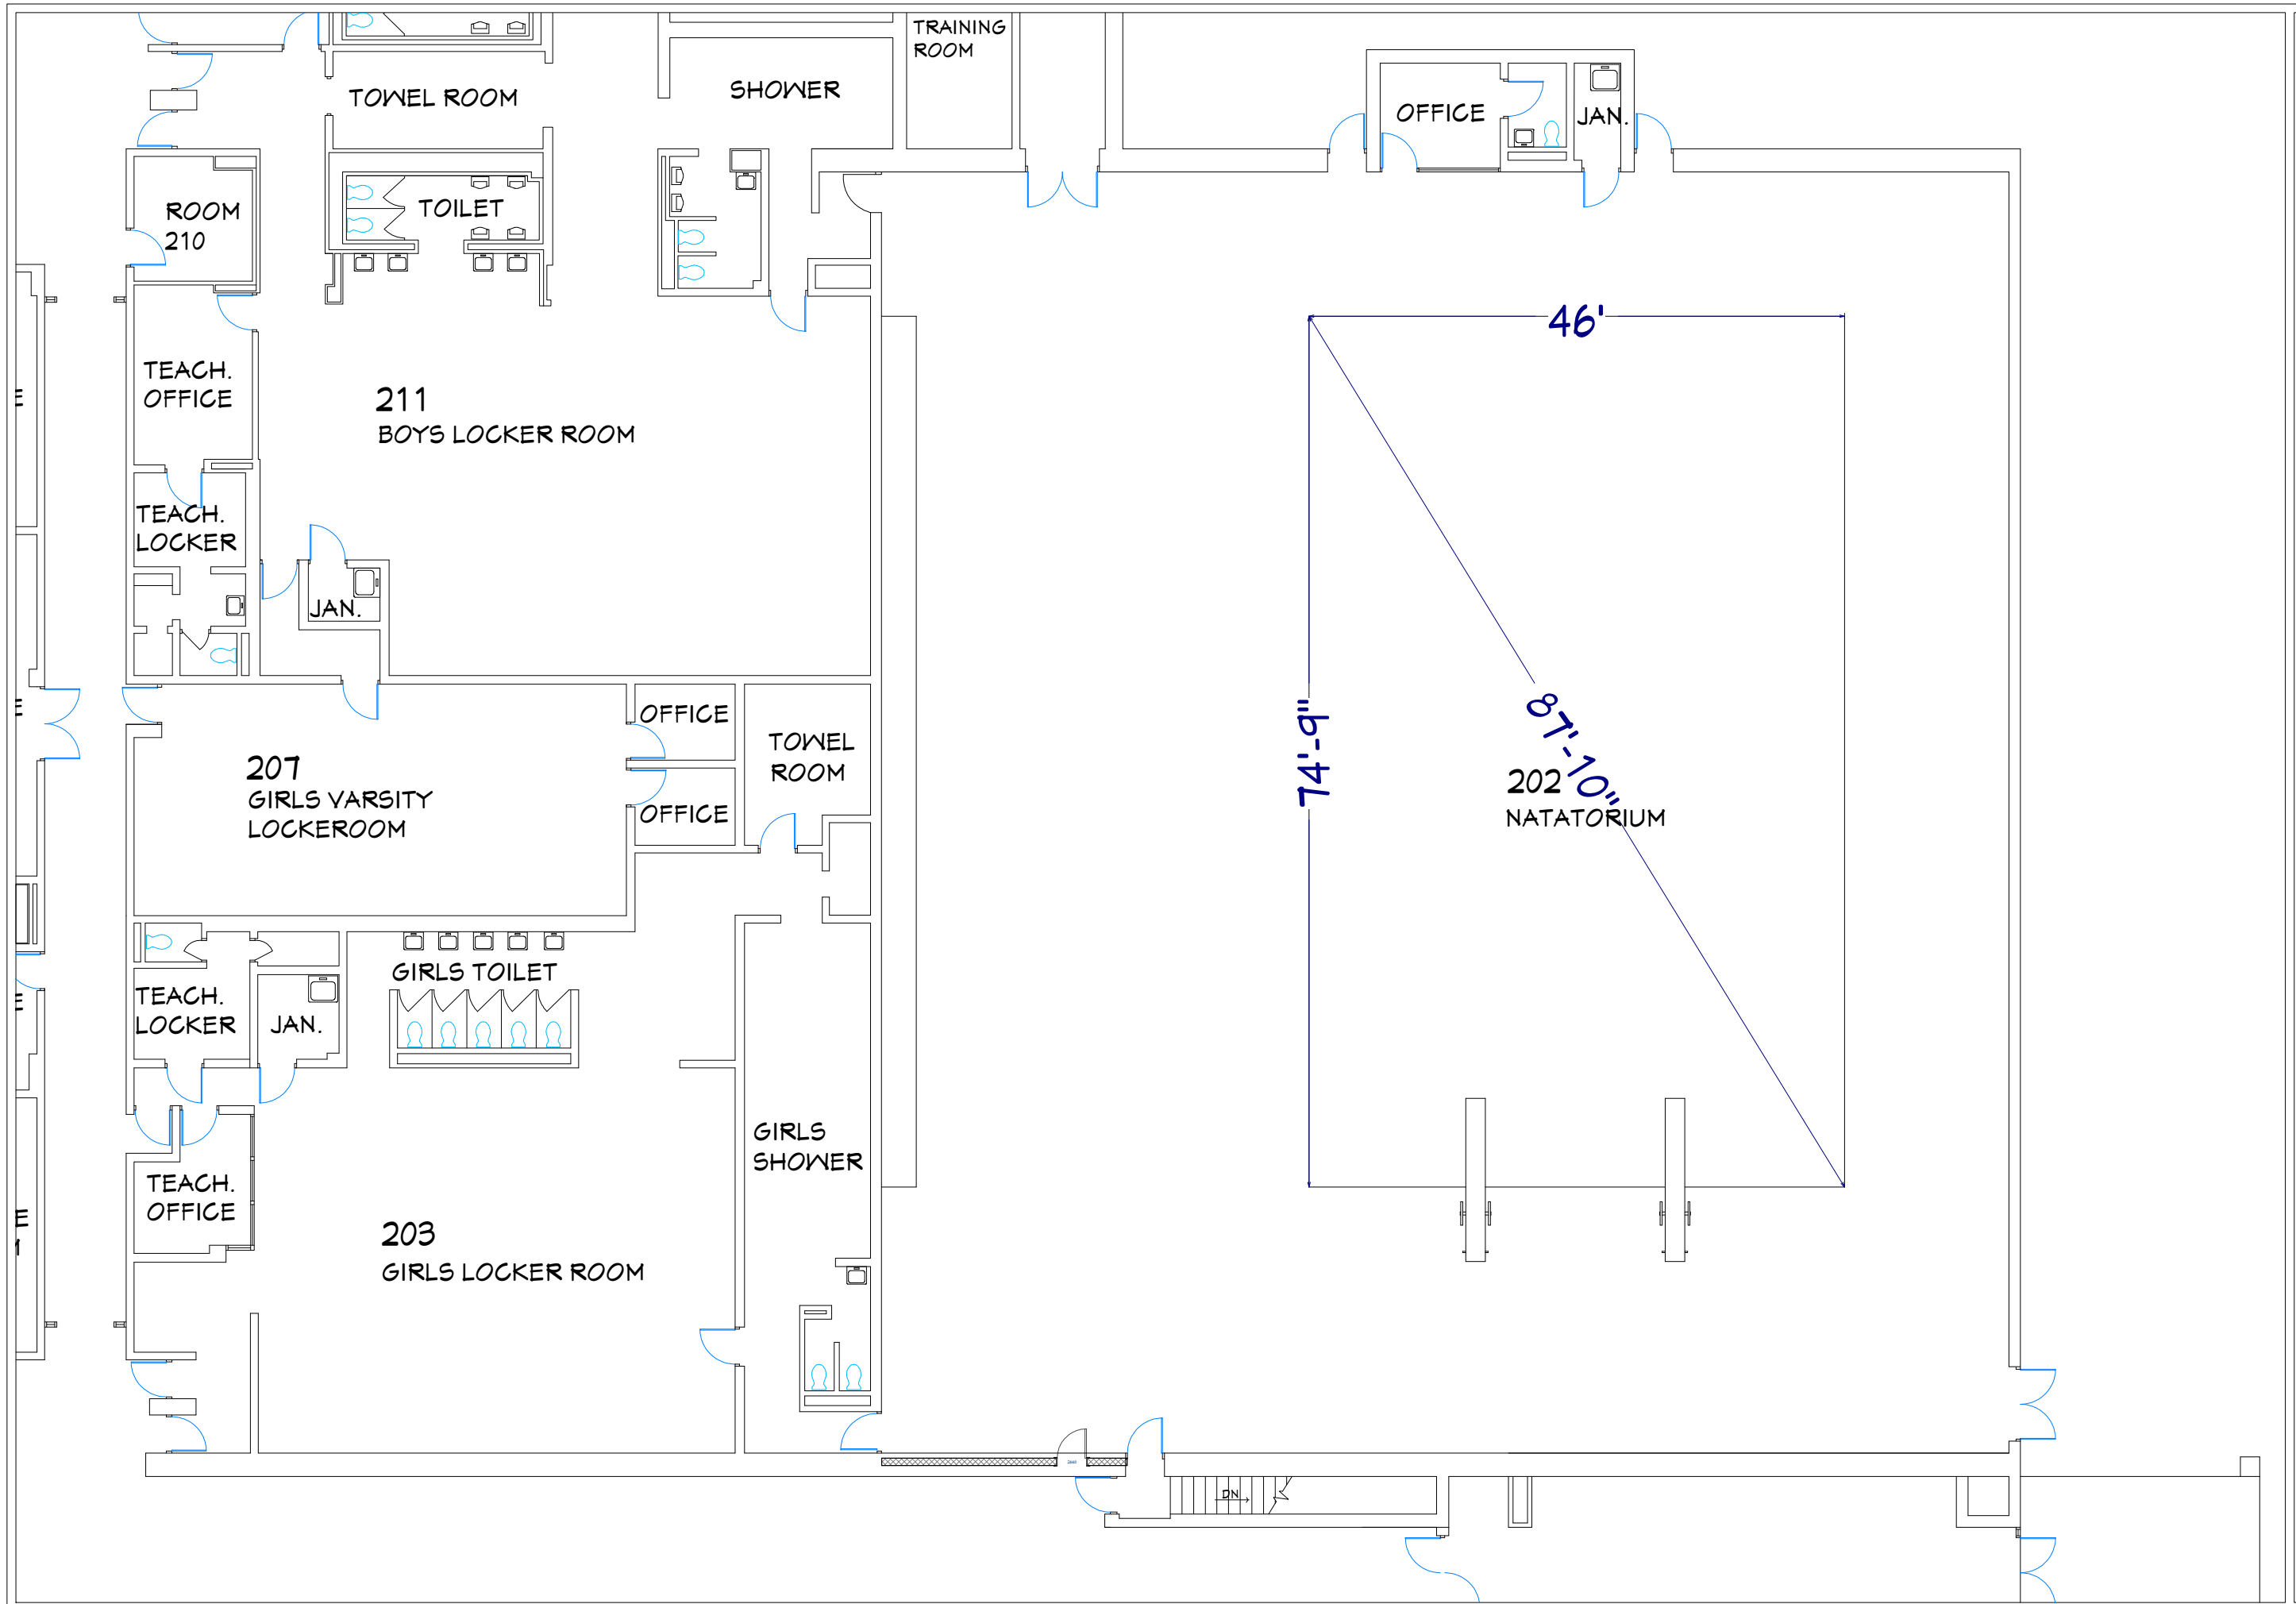 TRAINING
ROOM
TOWEL ROOM
SHOWER
OFFICE
JAN.
ROOM
210
TOILET
46'
TEACH.
OFFICE
211
BOYS LOCKER ROOM
TEACH.
LOCKER
JAN.
OFFICE
TOWEL
ROOM
74'-9"
87'-10"
207
GIRLS VARSITY
LOCKEROOM
OFFICE
202
NATATORIUM
GIRLS TOILET
TEACH.
LOCKER
JAN.
GIRLS
SHOWER
TEACH.
OFFICE
203
GIRLS LOCKER ROOM
DN